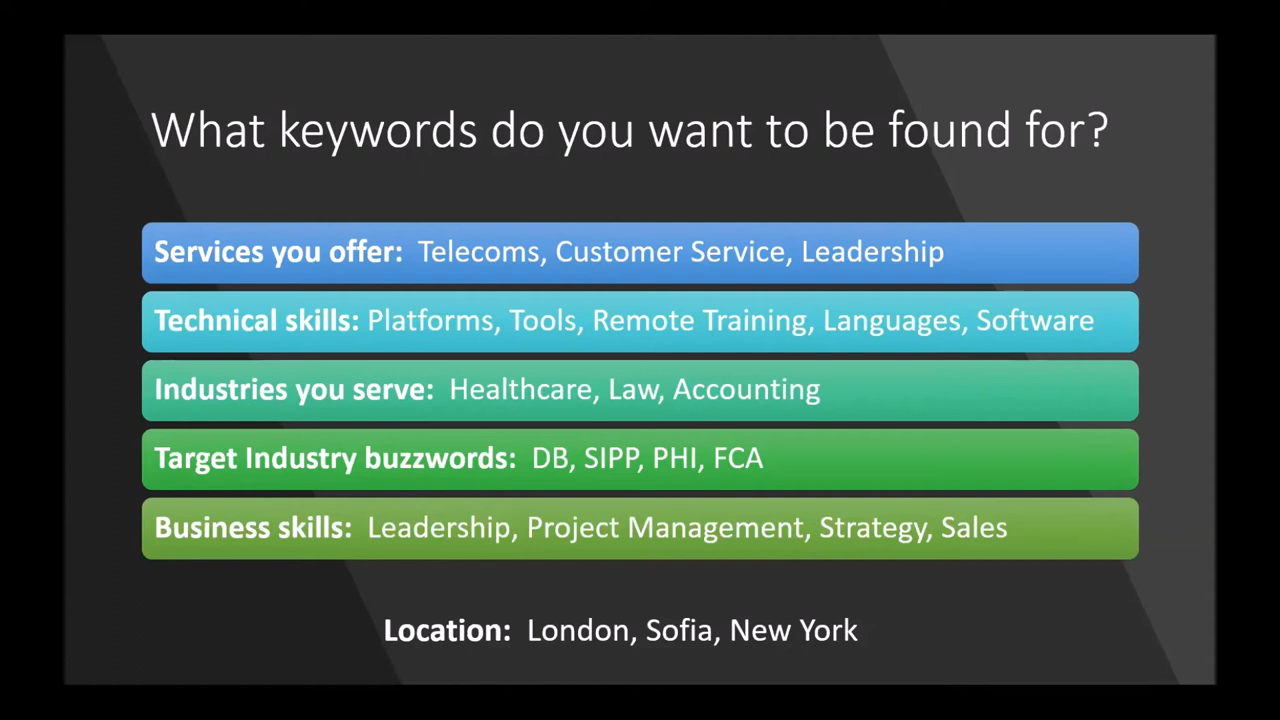 What keywords do you want to be found for?
Services you offer: Telecoms, Customer Service, Leadership
Technical skills: Platforms, Tools, Remote Training, Languages, Software
Industries you serve: Healthcare, Law, Accounting
Target Industry buzzwords: DB, SIPP, PHI, FCA
Business skills: Leadership, Project Management, Strategy, Sales
Location: London, Sofia, New York